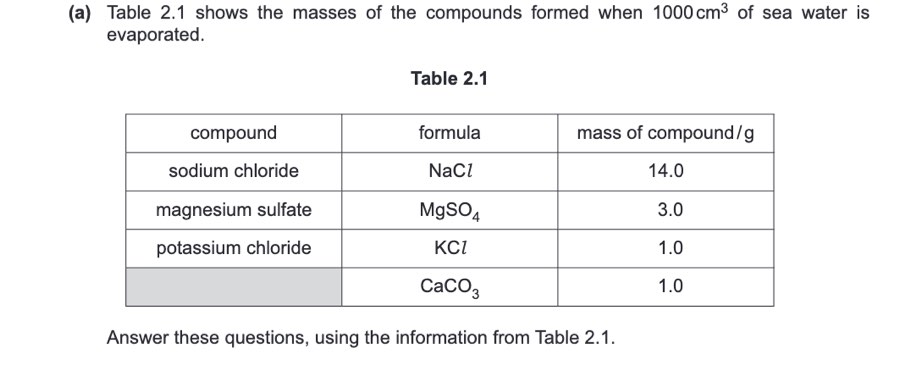 (a) Table 2.1 shows the masses of the compounds formed when 1000 cm³ of sea water is
evaporated.
Table 2.1
compound formula mass of compound / g
sodium chloride NaCl 14.0
magnesium sulfate MgSO₄ 3.0
potassium chloride KCl 1.0
CaCO₃ 1.0
Answer these questions, using the information from Table 2.1.